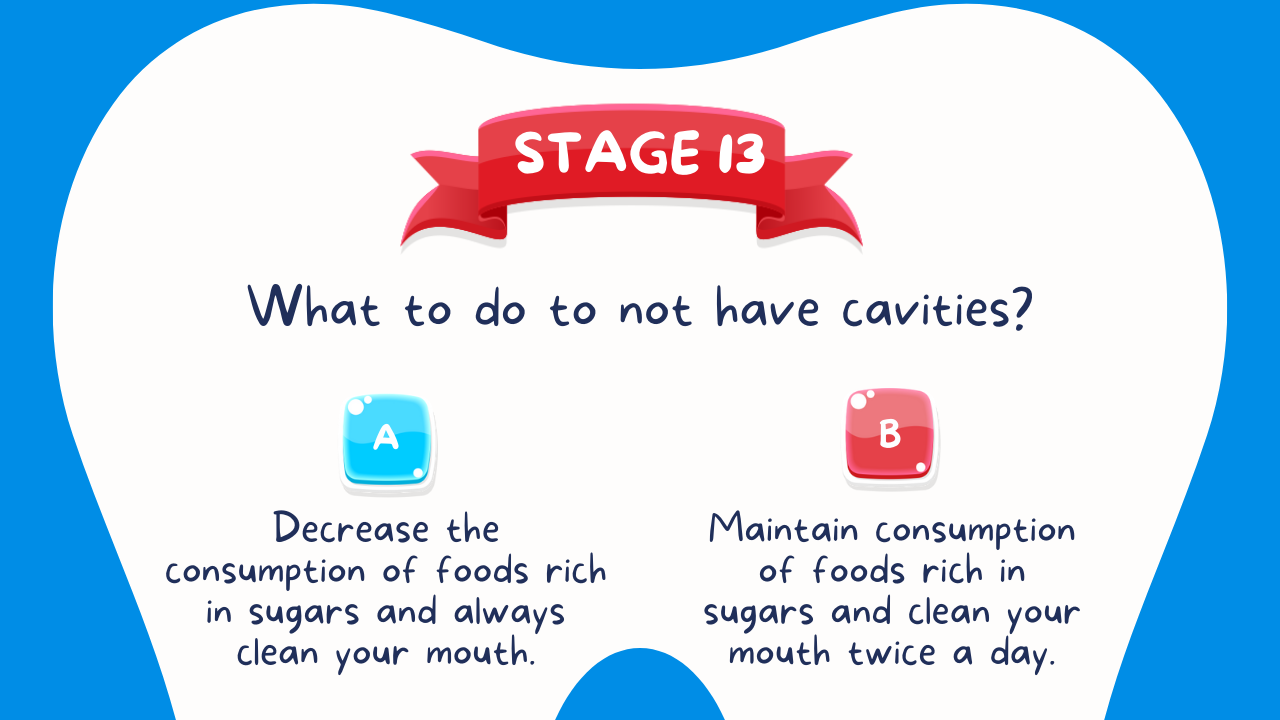 STAGE 13
What to do to not have cavities?
A
Decrease the
consumption of foods rich
in sugars and always
clean your mouth.
B
Maintain consumption
of foods rich in
sugars and clean your
mouth twice a day.